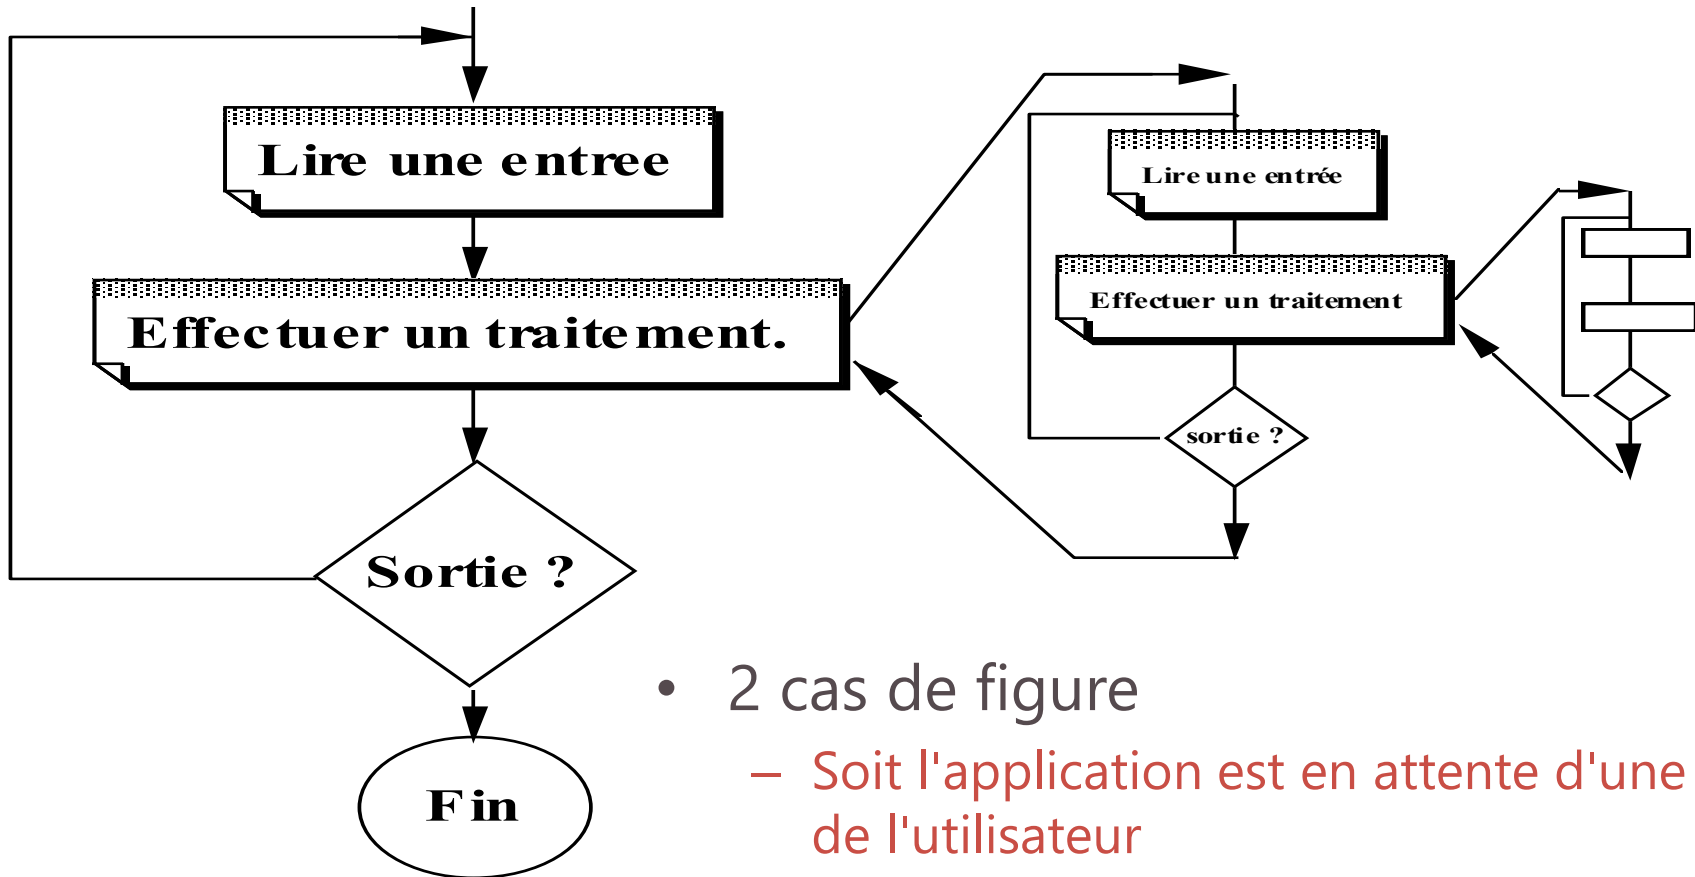 Lire une entree
Effectuer un traitement.
Sortie ?
Fin
Lire une entrée
Effectuer un traitement
sortie ?
• 2 cas de figure
– Soit l'application est en attente d'une
de l'utilisateur